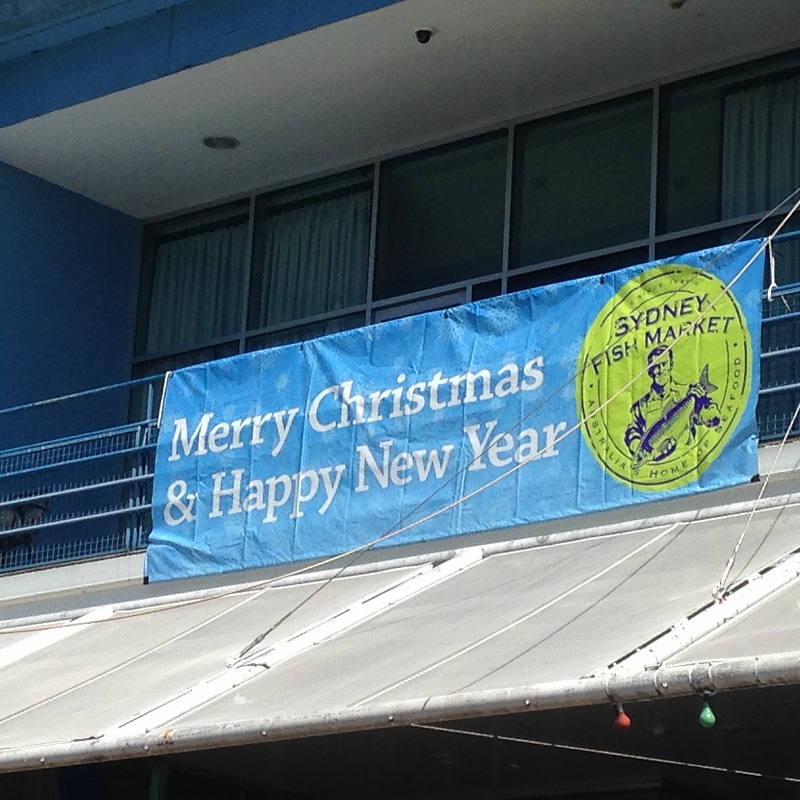 Merry Christmas
& Happy New Year
SYDNEY
FISH MARKET
• AUSTRALIA'S HOME OF SEAFOOD •